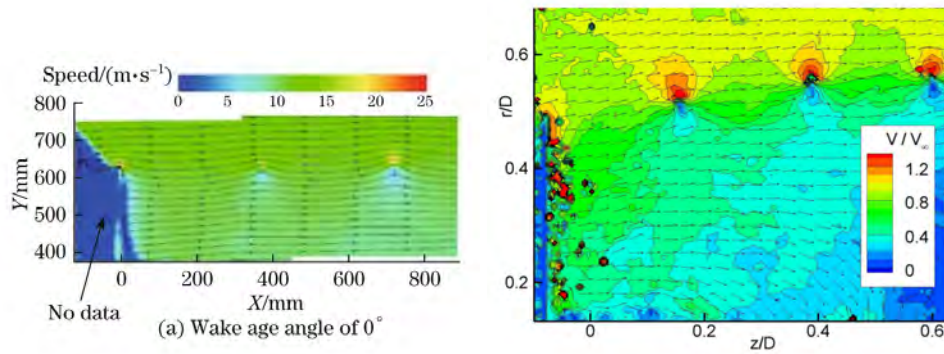 Speed/(m·s⁻¹)
0 5 10 15 20 25
800
700
600
500
400
Y/mm
0 200 400 600 800
X/mm
No data
(a) Wake age angle of 0°
0.6
0.4
0.2
r/D
V / V∞
1.2
0.8
0.4
0
0 0.2 0.4 0.6
z/D